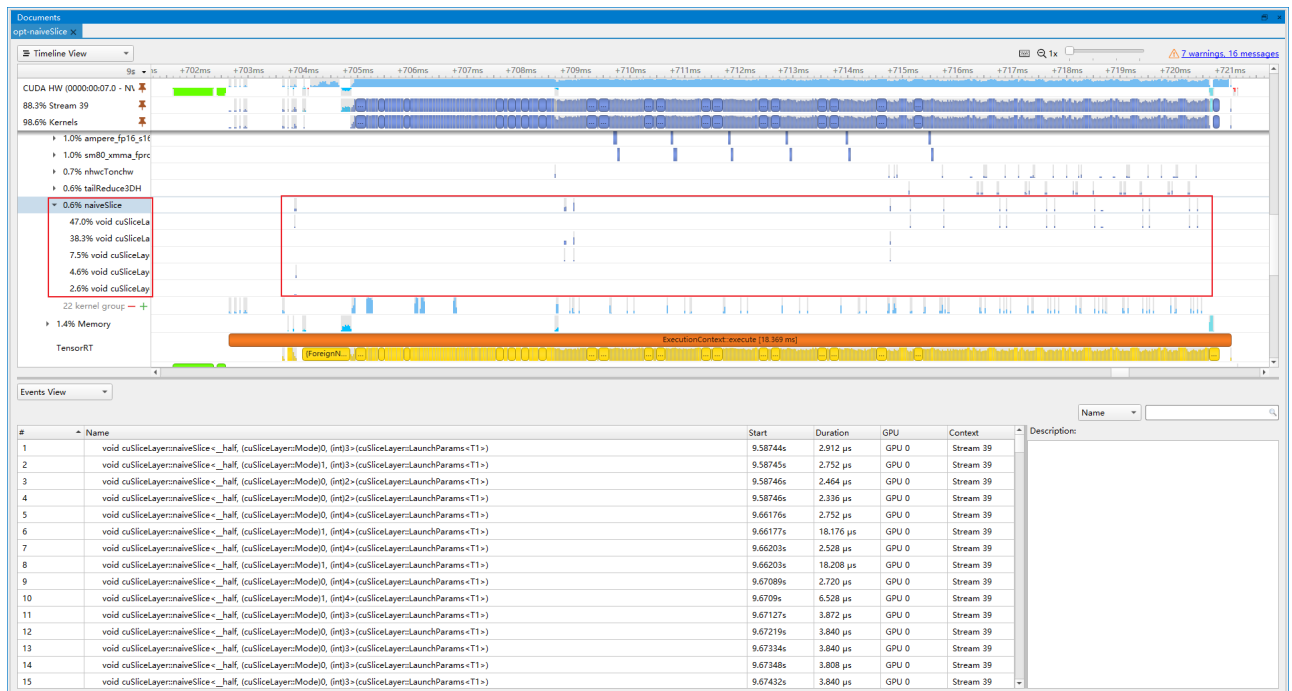 Documents
opt-naiveSlice ×
Timeline View
1x
7 warnings, 16 messages
9s
+702ms +703ms +704ms +705ms +706ms +707ms +708ms +709ms +710ms +711ms +712ms +713ms +714ms +715ms +716ms +717ms +718ms +719ms +720ms +721ms
CUDA HW (0000:00:07.0 - NV
88.3% Stream 39
98.6% Kernels
1.0% ampere_fp16_s16
1.0% sm80_xmma_fprc
0.7% nhwcTonchw
0.6% tailReduce3DH
0.6% naiveSlice
47.0% void cuSliceLa
38.3% void cuSliceLa
7.5% void cuSliceLay
4.6% void cuSliceLay
2.6% void cuSliceLay
22 kernel group − +
1.4% Memory
TensorRT
ExecutionContext::execute [18.369 ms]
{ForeignN...
Events View
Name
# Name Start Duration GPU Context Description:
1 void cuSliceLayer::naiveSlice<__half, (cuSliceLayer::Mode)0, (int)3>(cuSliceLayer::LaunchParams<T1>) 9.58744s 2.912 μs GPU 0 Stream 39
2 void cuSliceLayer::naiveSlice<__half, (cuSliceLayer::Mode)1, (int)3>(cuSliceLayer::LaunchParams<T1>) 9.58745s 2.752 μs GPU 0 Stream 39
3 void cuSliceLayer::naiveSlice<__half, (cuSliceLayer::Mode)0, (int)2>(cuSliceLayer::LaunchParams<T1>) 9.58746s 2.464 μs GPU 0 Stream 39
4 void cuSliceLayer::naiveSlice<__half, (cuSliceLayer::Mode)0, (int)2>(cuSliceLayer::LaunchParams<T1>) 9.58746s 2.336 μs GPU 0 Stream 39
5 void cuSliceLayer::naiveSlice<__half, (cuSliceLayer::Mode)0, (int)4>(cuSliceLayer::LaunchParams<T1>) 9.66176s 2.752 μs GPU 0 Stream 39
6 void cuSliceLayer::naiveSlice<__half, (cuSliceLayer::Mode)1, (int)4>(cuSliceLayer::LaunchParams<T1>) 9.66177s 18.176 μs GPU 0 Stream 39
7 void cuSliceLayer::naiveSlice<__half, (cuSliceLayer::Mode)0, (int)4>(cuSliceLayer::LaunchParams<T1>) 9.66203s 2.528 μs GPU 0 Stream 39
8 void cuSliceLayer::naiveSlice<__half, (cuSliceLayer::Mode)1, (int)4>(cuSliceLayer::LaunchParams<T1>) 9.66203s 18.208 μs GPU 0 Stream 39
9 void cuSliceLayer::naiveSlice<__half, (cuSliceLayer::Mode)0, (int)4>(cuSliceLayer::LaunchParams<T1>) 9.67089s 2.720 μs GPU 0 Stream 39
10 void cuSliceLayer::naiveSlice<__half, (cuSliceLayer::Mode)1, (int)4>(cuSliceLayer::LaunchParams<T1>) 9.6709s 6.528 μs GPU 0 Stream 39
11 void cuSliceLayer::naiveSlice<__half, (cuSliceLayer::Mode)0, (int)3>(cuSliceLayer::LaunchParams<T1>) 9.67127s 3.872 μs GPU 0 Stream 39
12 void cuSliceLayer::naiveSlice<__half, (cuSliceLayer::Mode)0, (int)3>(cuSliceLayer::LaunchParams<T1>) 9.67219s 3.840 μs GPU 0 Stream 39
13 void cuSliceLayer::naiveSlice<__half, (cuSliceLayer::Mode)0, (int)3>(cuSliceLayer::LaunchParams<T1>) 9.67334s 3.840 μs GPU 0 Stream 39
14 void cuSliceLayer::naiveSlice<__half, (cuSliceLayer::Mode)0, (int)3>(cuSliceLayer::LaunchParams<T1>) 9.67348s 3.808 μs GPU 0 Stream 39
15 void cuSliceLayer::naiveSlice<__half, (cuSliceLayer::Mode)0, (int)3>(cuSliceLayer::LaunchParams<T1>) 9.67432s 3.840 μs GPU 0 Stream 39